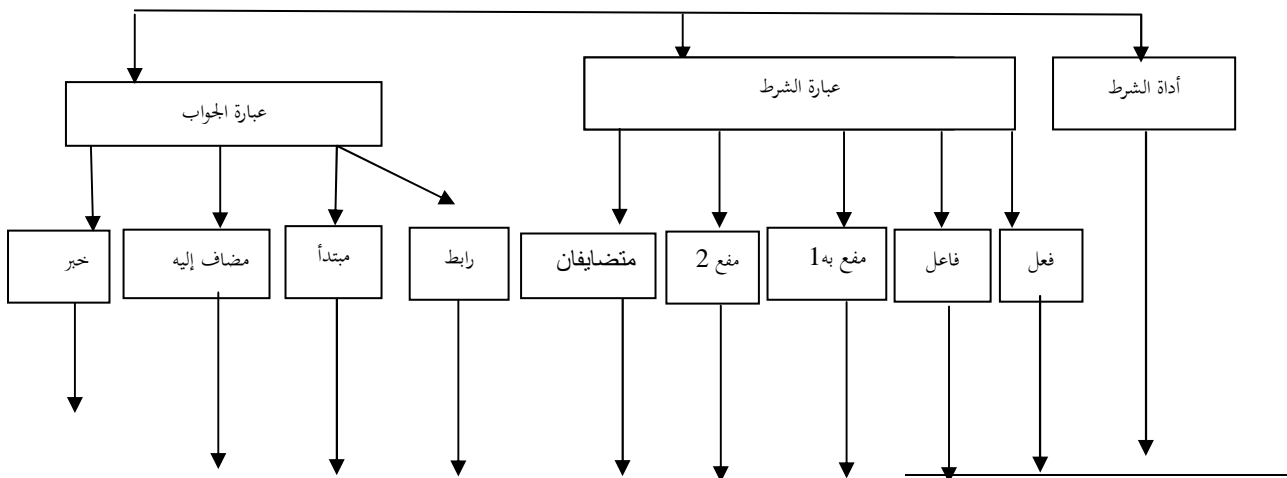 أداة الشرط
عبارة الشرط
عبارة الجواب
فعل
فاعل
مفع به1
مفع 2
متضايفان
رابط
مبتدأ
مضاف إليه
خبر